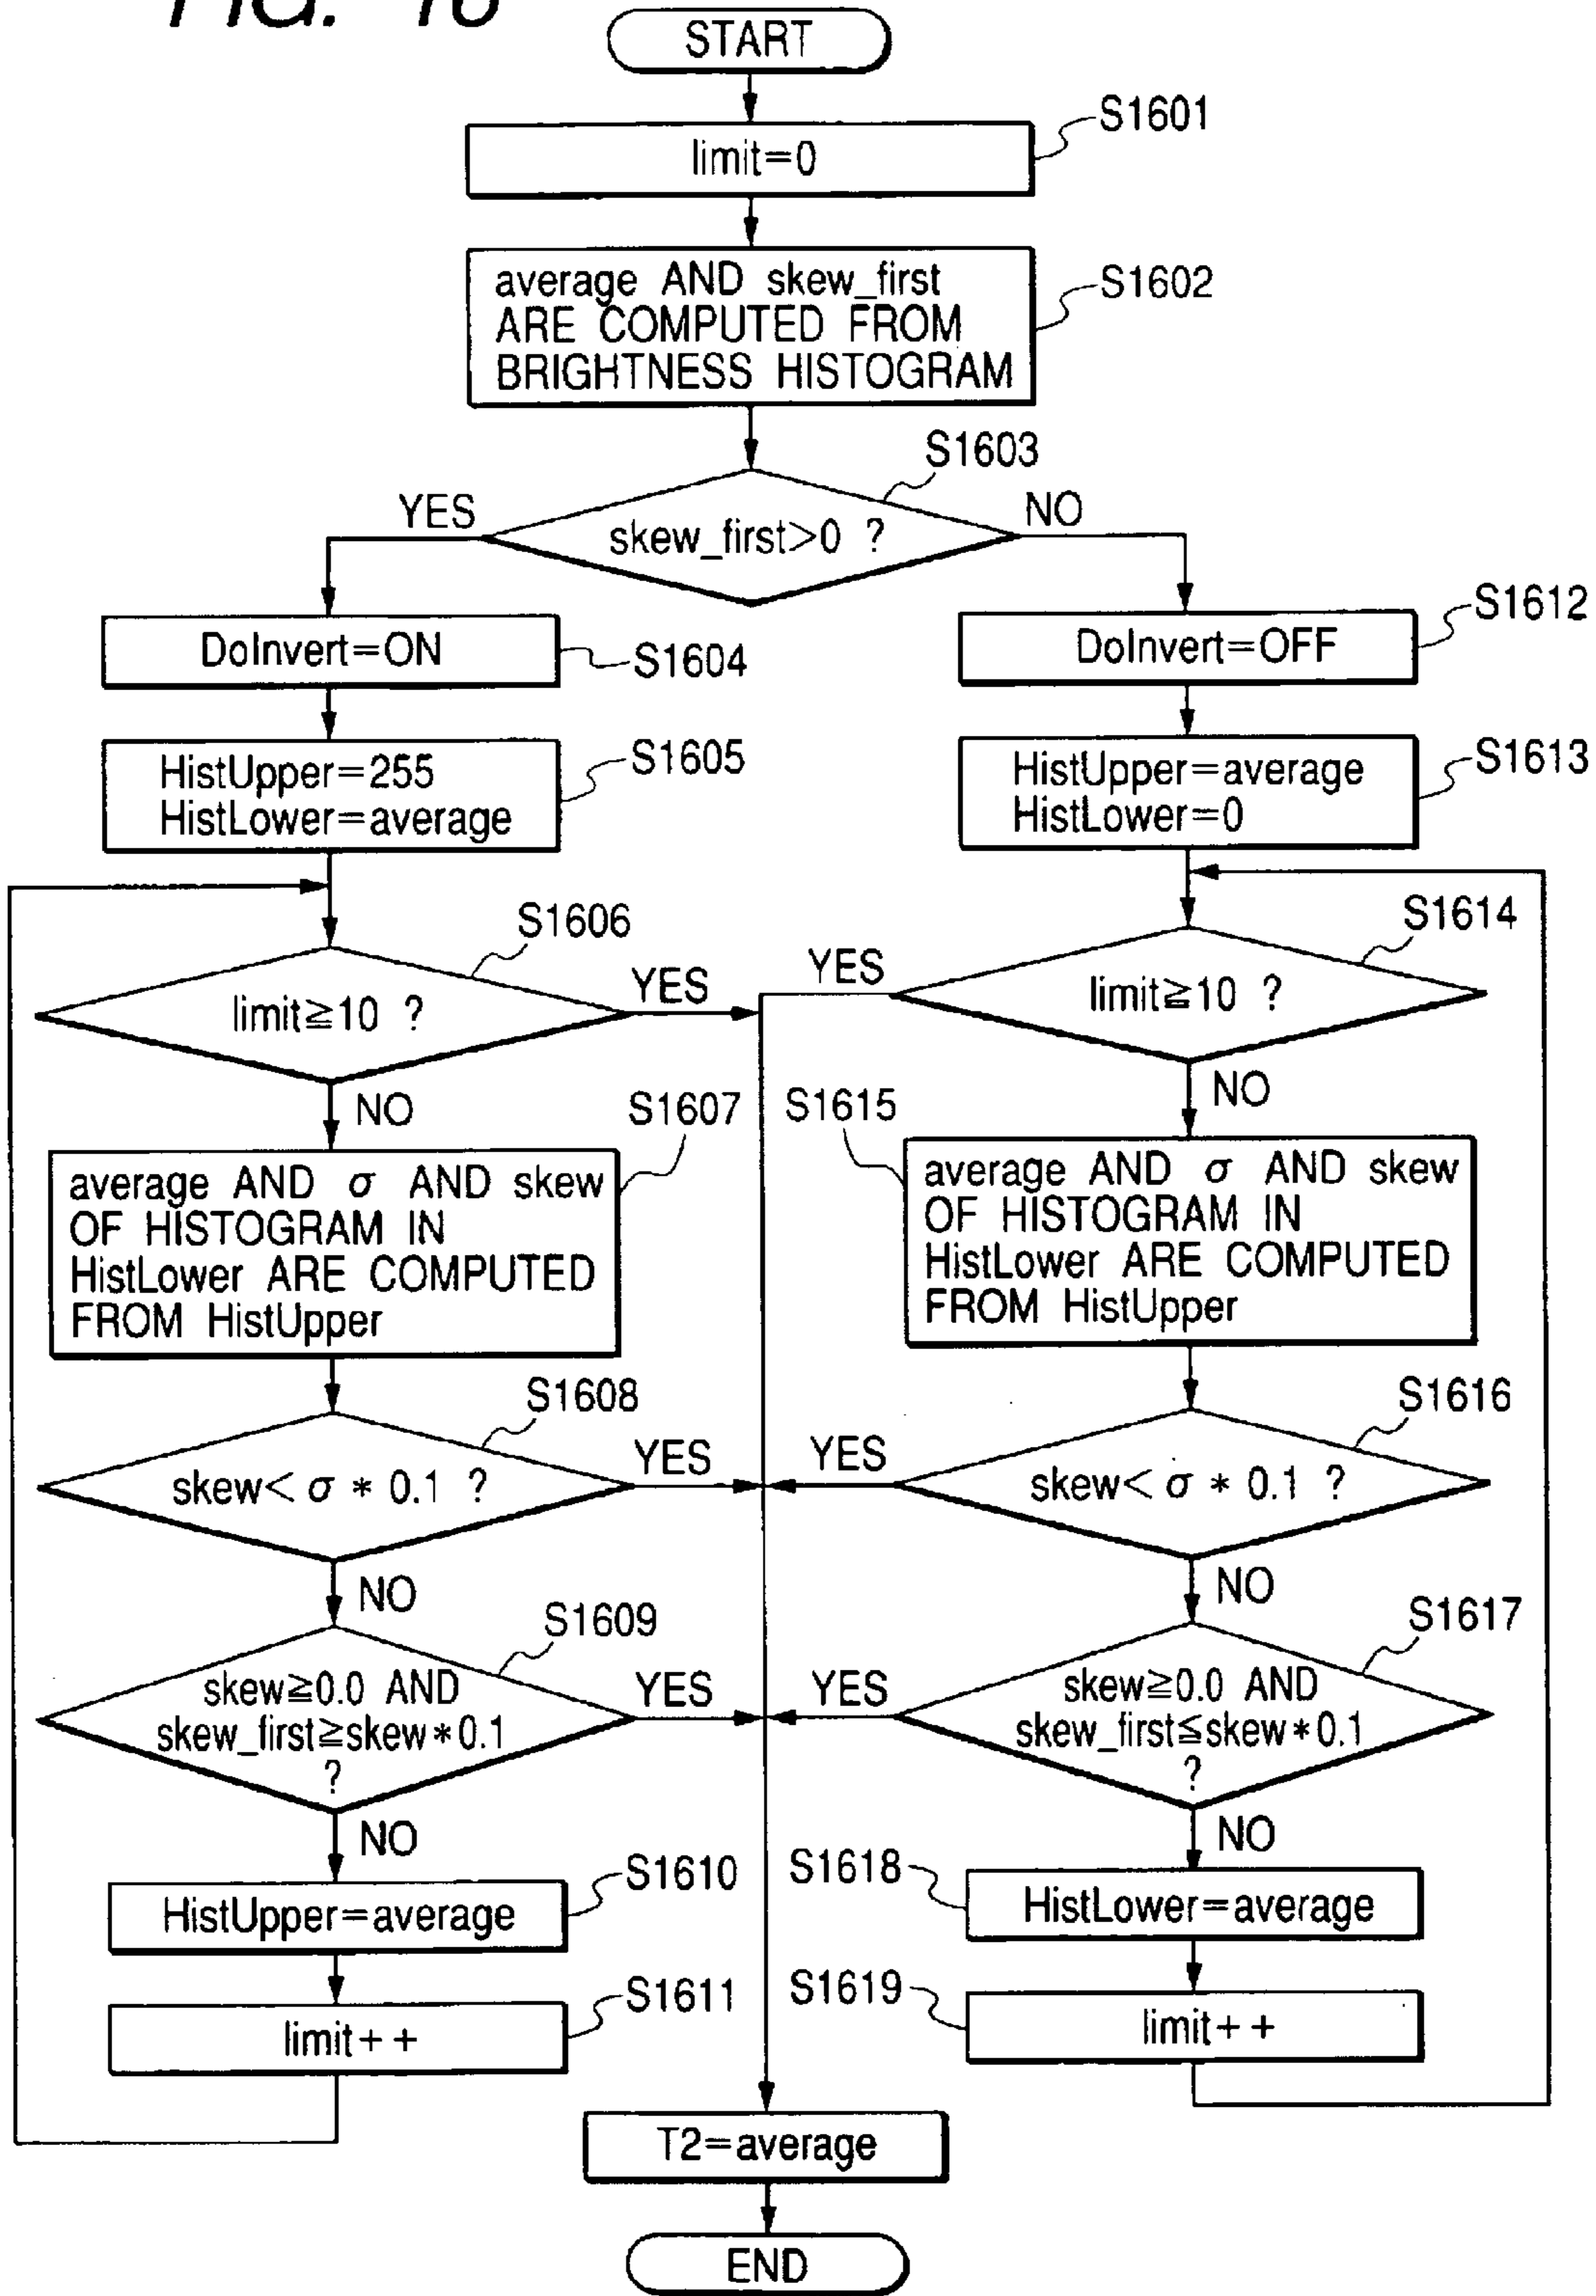 FIG. 16
START
S1601
limit=0
S1602
average AND skew_first
ARE COMPUTED FROM
BRIGHTNESS HISTOGRAM
S1603
YES
NO
skew_first>0 ?
S1604
DoInvert=ON
S1612
DoInvert=OFF
S1605
HistUpper=255
HistLower=average
S1613
HistUpper=average
HistLower=0
S1606
limit≧10 ?
YES
NO
S1614
limit≧10 ?
YES
NO
S1607
average AND σ AND skew
OF HISTOGRAM IN
HistLower ARE COMPUTED
FROM HistUpper
S1615
average AND σ AND skew
OF HISTOGRAM IN
HistLower ARE COMPUTED
FROM HistUpper
S1608
skew< σ * 0.1 ?
YES
NO
S1616
skew< σ * 0.1 ?
YES
NO
S1609
skew≧0.0 AND
skew_first≧skew*0.1
?
YES
NO
S1617
skew≧0.0 AND
skew_first≦skew*0.1
?
YES
NO
S1610
HistUpper=average
S1618
HistLower=average
S1611
limit++
S1619
limit++
T2=average
END